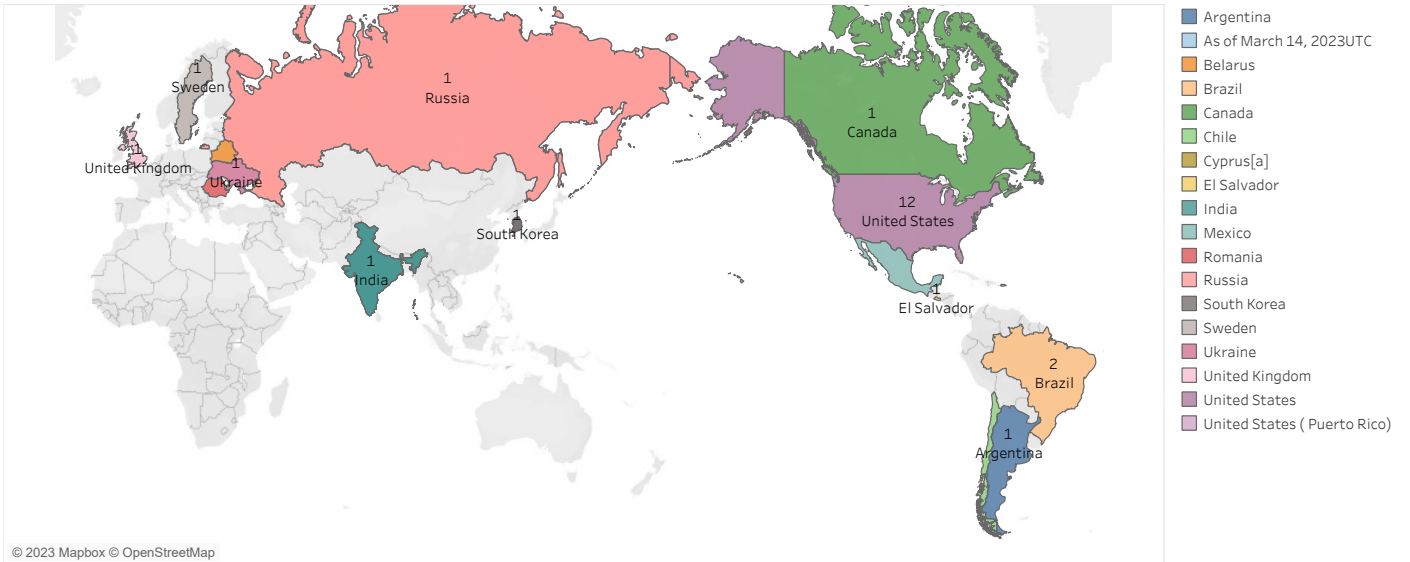 1
Sweden
1
Russia
1
United Kingdom
1
Ukraine
1
South Korea
1
India
1
Canada
12
United States
1
El Salvador
2
Brazil
1
Argentina
© 2023 Mapbox © OpenStreetMap
Argentina
As of March 14, 2023UTC
Belarus
Brazil
Canada
Chile
Cyprus[a]
El Salvador
India
Mexico
Romania
Russia
South Korea
Sweden
Ukraine
United Kingdom
United States
United States ( Puerto Rico)